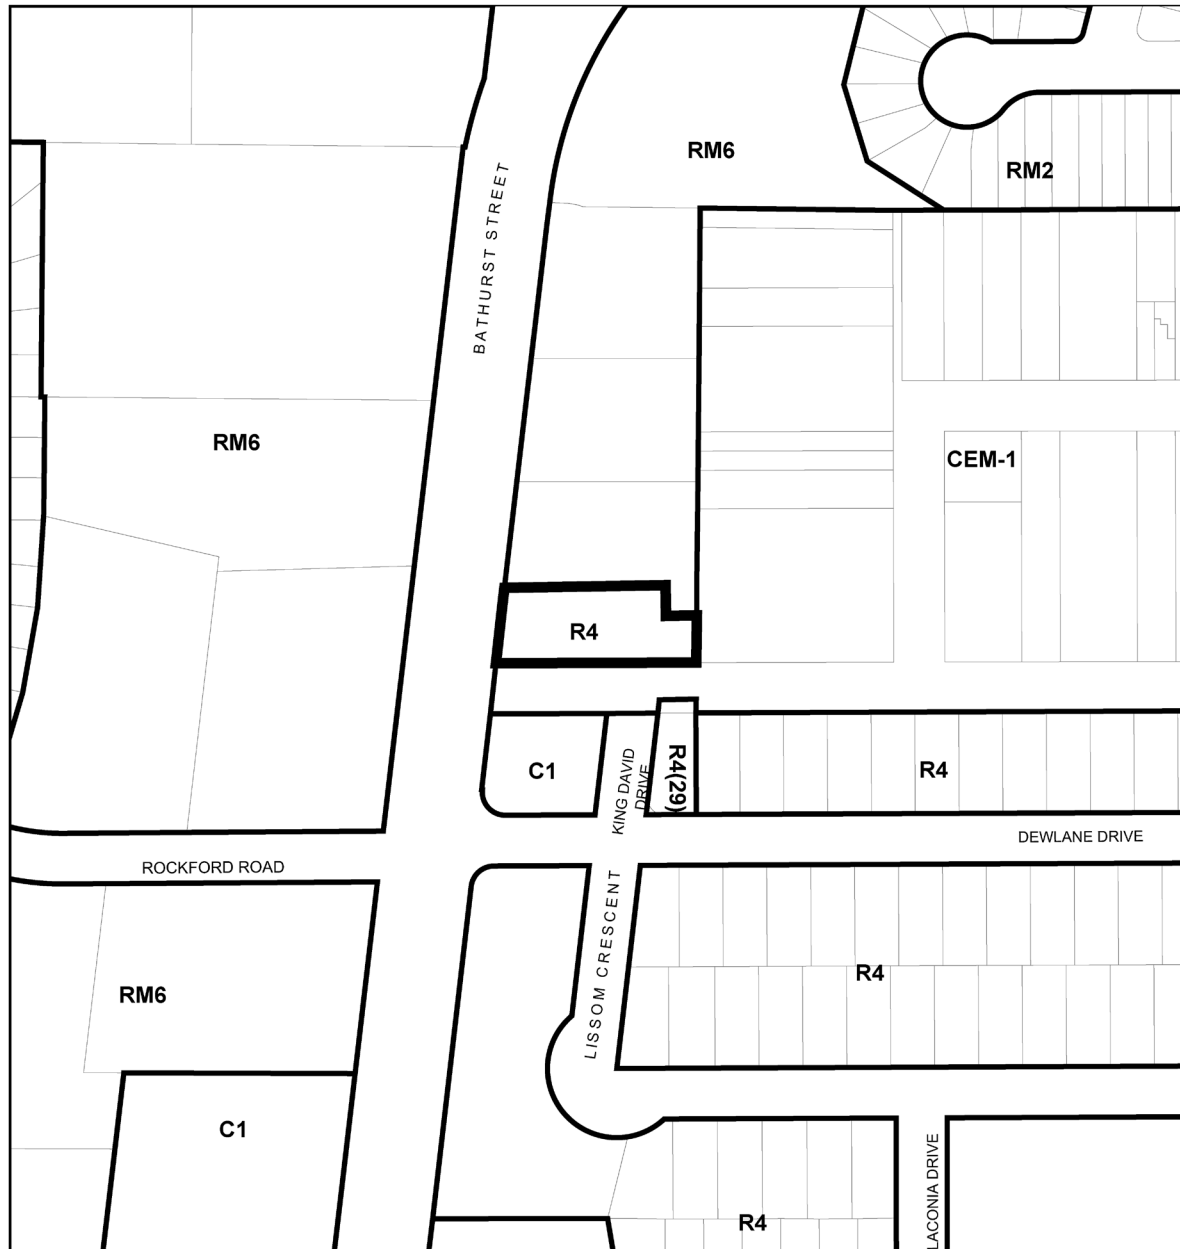 RM6
RM2
BATHURST STREET
RM6
CEM-1
R4
C1
KING DAVID
DRIVE
R4(29)
R4
DEWLANE DRIVE
ROCKFORD ROAD
LISSOM CRESCENT
R4
RM6
C1
LACONIA DRIVE
R4